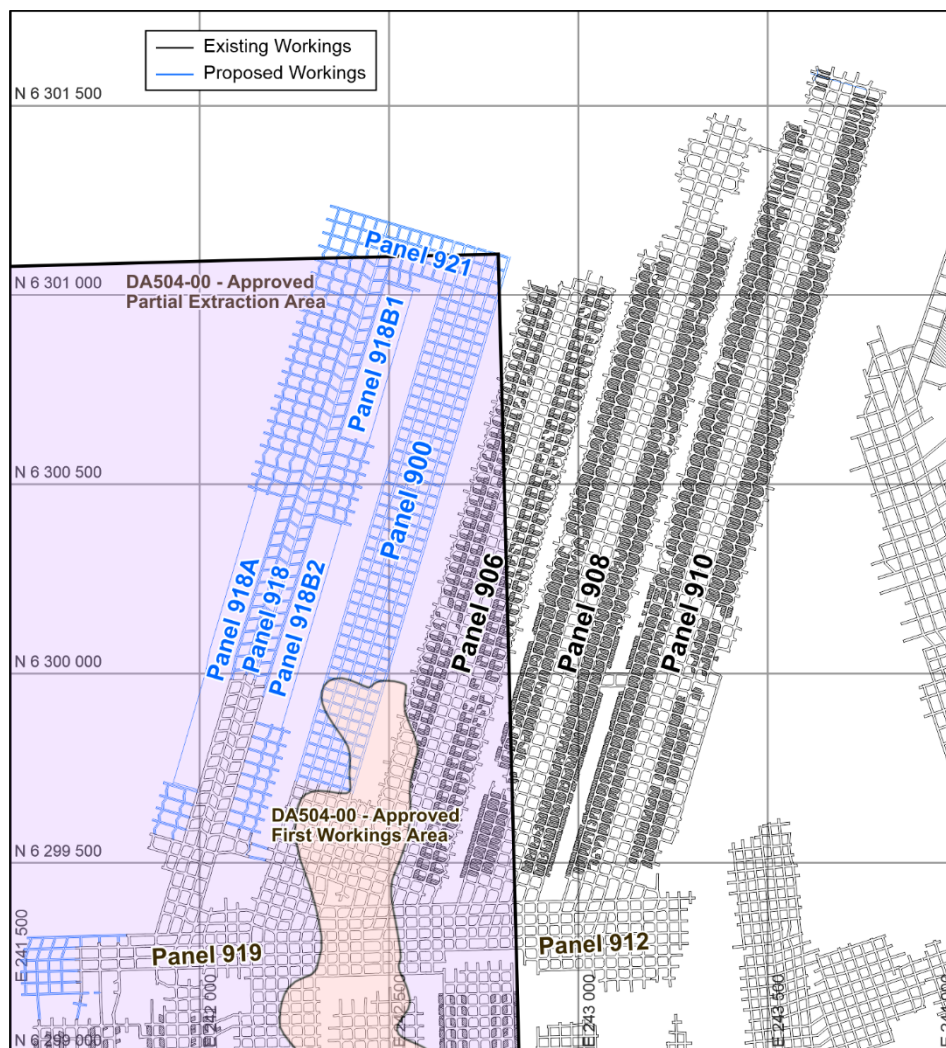 Existing Workings
Proposed Workings
N 6 301 500
Panel 921
N 6 301 000
DA504-00 - Approved
Partial Extraction Area
Panel 918B1
N 6 300 500
Panel 900
Panel 918A
Panel 918
Panel 918B2
Panel 906
Panel 908
Panel 910
N 6 300 000
DA504-00 - Approved
First Workings Area
N 6 299 500
Panel 919
Panel 912
E 241 500
E 242 000
E 242 500
E 243 000
E 243 500
N 6 299 000